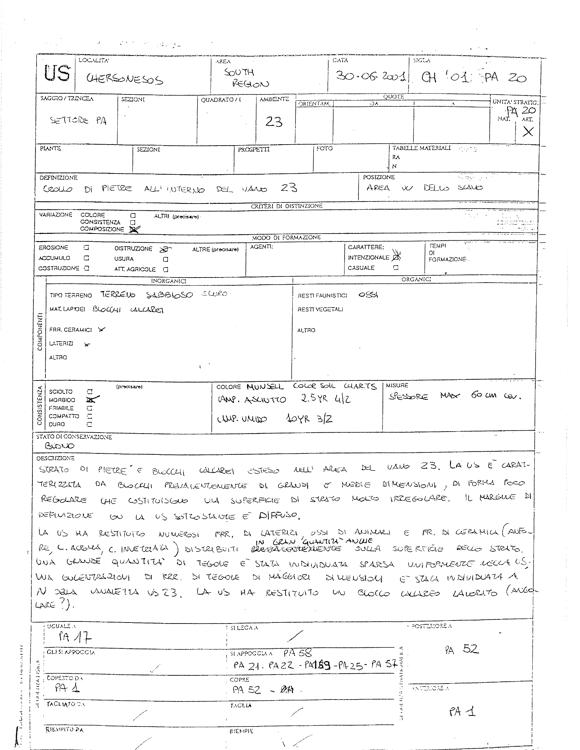 US
LOCALITA'
CHERSONESOS
AREA
SOUTH
REGION
DATA
30-06-2001
SIGLA
CH '01 PA 20
SAGGIO / TRINCEA
SETTORE PA
SEZIONI
QUADRATO / I
AMBIENTE
23
QUOTE
ORIENTAM.
DA
A
UNITA' STRATIG.
PA 20
NAT. ART.
X
PIANTE
SEZIONI
PROSPETTI
FOTO
TABELLE MATERIALI
RA
N
DEFINIZIONE
CROLLO DI PIETRE ALL'INTERNO DEL VANO 23
POSIZIONE
AREA W DELLO SCAVO
CRITERI DI DISTINZIONE
VARIAZIONE COLORE ALTRI (precisare)
CONSISTENZA
COMPOSIZIONE
MODO DI FORMAZIONE
EROSIONE DISTRUZIONE ALTRE (precisare)
ACCUMULO USURA
COSTRUZIONE ATT. AGRICOLE
AGENTI:
CARATTERE:
INTENZIONALE
CASUALE
TEMPI
DI
FORMAZIONE
COMPONENTI
INORGANICI
ORGANICI
TIPO TERRENO TERRENO SABBIOSO SCURO
MAT. LAPIDEI BLOCCHI CALCAREI
FRR. CERAMICI
LATERIZI
ALTRO
RESTI FAUNISTICI OSSI
RESTI VEGETALI
ALTRO
CONSISTENZA
SCIOLTO (precisare)
MORBIDO
FRIABILE
COMPATTO
DURO
COLORE MUNSELL COLOR SOIL CHARTS
CAMP. ASCIUTTO 2.5YR 4/2
CAMP. UMIDO 10YR 3/2
MISURE
SPESSORE MAX 60 cm
STATO DI CONSERVAZIONE
BUONO
DESCRIZIONE
STRATO DI PIETRE E BLOCCHI CALCAREI ESTESO NELL'AREA DEL VANO 23. LA US È CARAT-
TERIZZATA DA BLOCCHI PREVALENTEMENTE DI GRANDI E MEDIE DIMENSIONI, DI FORMA POCO
REGOLARE CHE COSTITUISCONO UNA SUPERFICIE DI STRATO MOLTO IRREGOLARE. IL MARGINE DI
DEFINIZIONE CON LA US SOTTOSTANTE È DIFFUSO.
LA US HA RESTITUITO NUMEROSI FRR. DI LATERIZI, OSSI DI ANIMALI E FR. DI CERAMICA (ANFO-
RE, C. ACROMA, C. INVETRIATA) DISTRIBUITI IN GRAN QUANTITÀ ANCHE SULLA SUPERFICIE DELLO STRATO.
UNA GRANDE QUANTITÀ DI TEGOLE È STATA INDIVIDUATA SPARSA UNIFORMEMENTE NELLA US.
UNA CONCENTRAZIONE DI FRR. DI TEGOLE DI MAGGIORI DIMENSIONI È STATA INDIVIDUATA A
N DELLA US 23. LA US HA RESTITUITO UN BLOCCO CALCAREO LAVORATO (ANGO-
LARE?).
UGUALE A
PA 17
SI LEGA A
/
GLI SI APPOGGIA
/
SI APPOGGIA A PA 58
PA 21 - PA 22 - PA 189 - PA 25 - PA 57
COPERTO DA
PA 1
COPRE
PA 52
TAGLIATO DA
/
TAGLIA
/
RIEMPITO DA
/
RIEMPIE
/
POSTERIORE A
PA 52
ANTERIORE A
PA 1